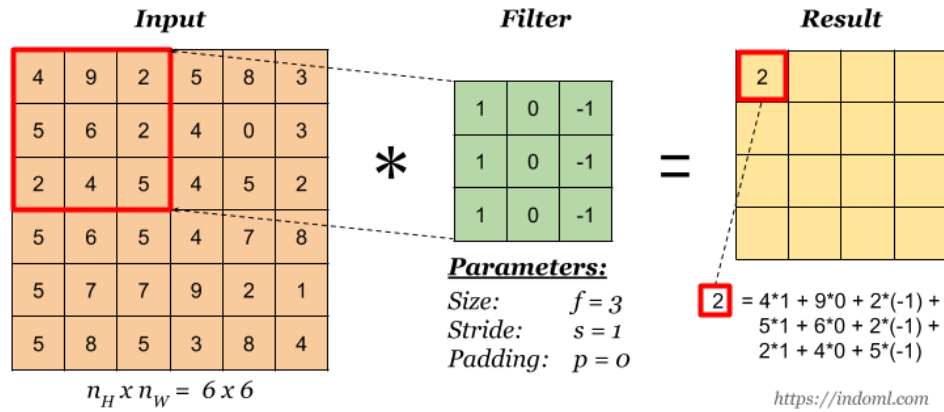 Input
Filter
Result
4 9 2 5 8 3
5 6 2 4 0 3
2 4 5 4 5 2
5 6 5 4 7 8
5 7 7 9 2 1
5 8 5 3 8 4
n_H x n_W = 6 x 6
*
1 0 -1
1 0 -1
1 0 -1
Parameters:
Size: f = 3
Stride: s = 1
Padding: p = 0
=
2
2 = 4*1 + 9*0 + 2*(-1) +
5*1 + 6*0 + 2*(-1) +
2*1 + 4*0 + 5*(-1)
https://indoml.com